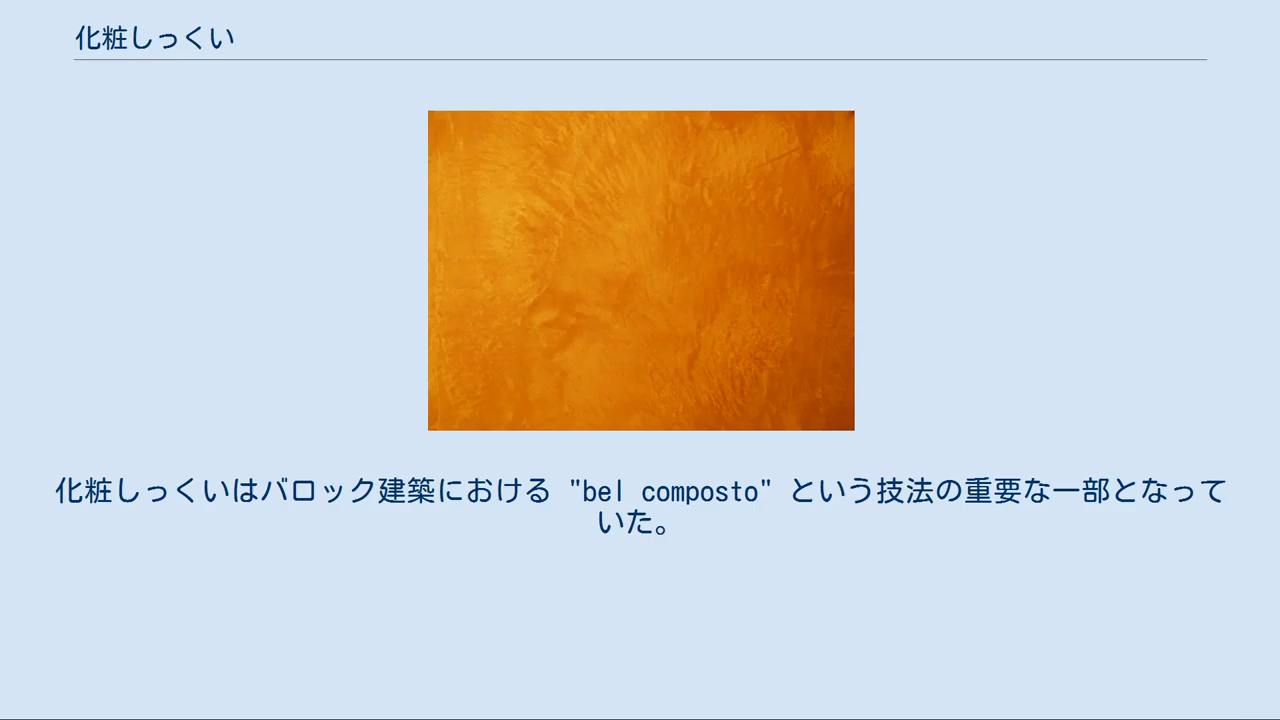 化粧しっくい
化粧しっくいはバロック建築における "bel composto" という技法の重要な一部となって
いた。